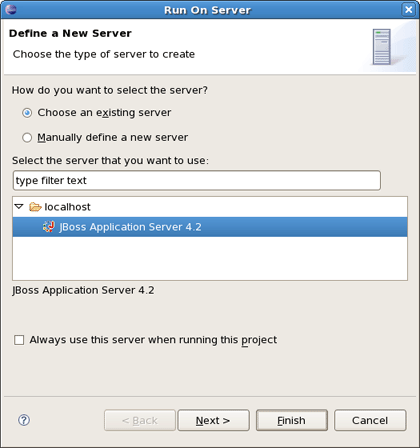 Run On Server
Define a New Server
Choose the type of server to create
How do you want to select the server?
Choose an existing server
Manually define a new server
Select the server that you want to use:
type filter text
localhost
JBoss Application Server 4.2
JBoss Application Server 4.2
Always use this server when running this project
? < Back Next > Finish Cancel